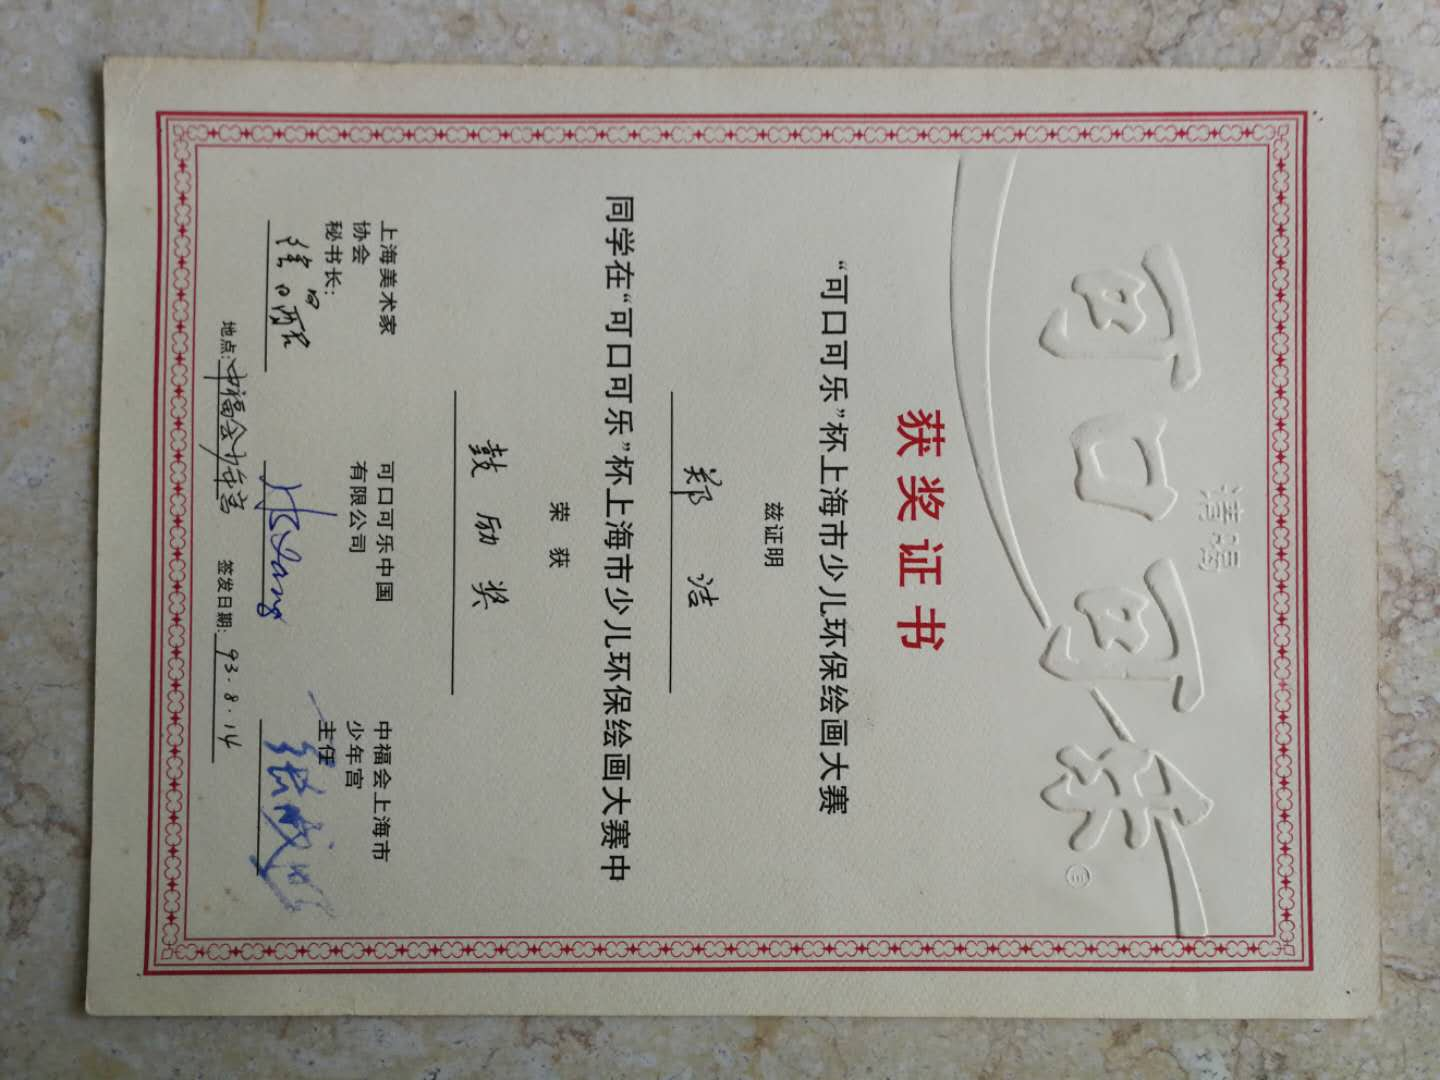 请喝
可口可乐
获奖证书
“可口可乐”杯上海市少儿环保绘画大赛
兹证明
郑 洁
同学在“可口可乐”杯上海市少儿环保绘画大赛中
荣 获
鼓 励 奖
上海美术家
协会
秘书长:
可口可乐中国
有限公司
中福会上海市
少年宫
主任
地点: 中福会少年宫
签发日期: 93.8.14